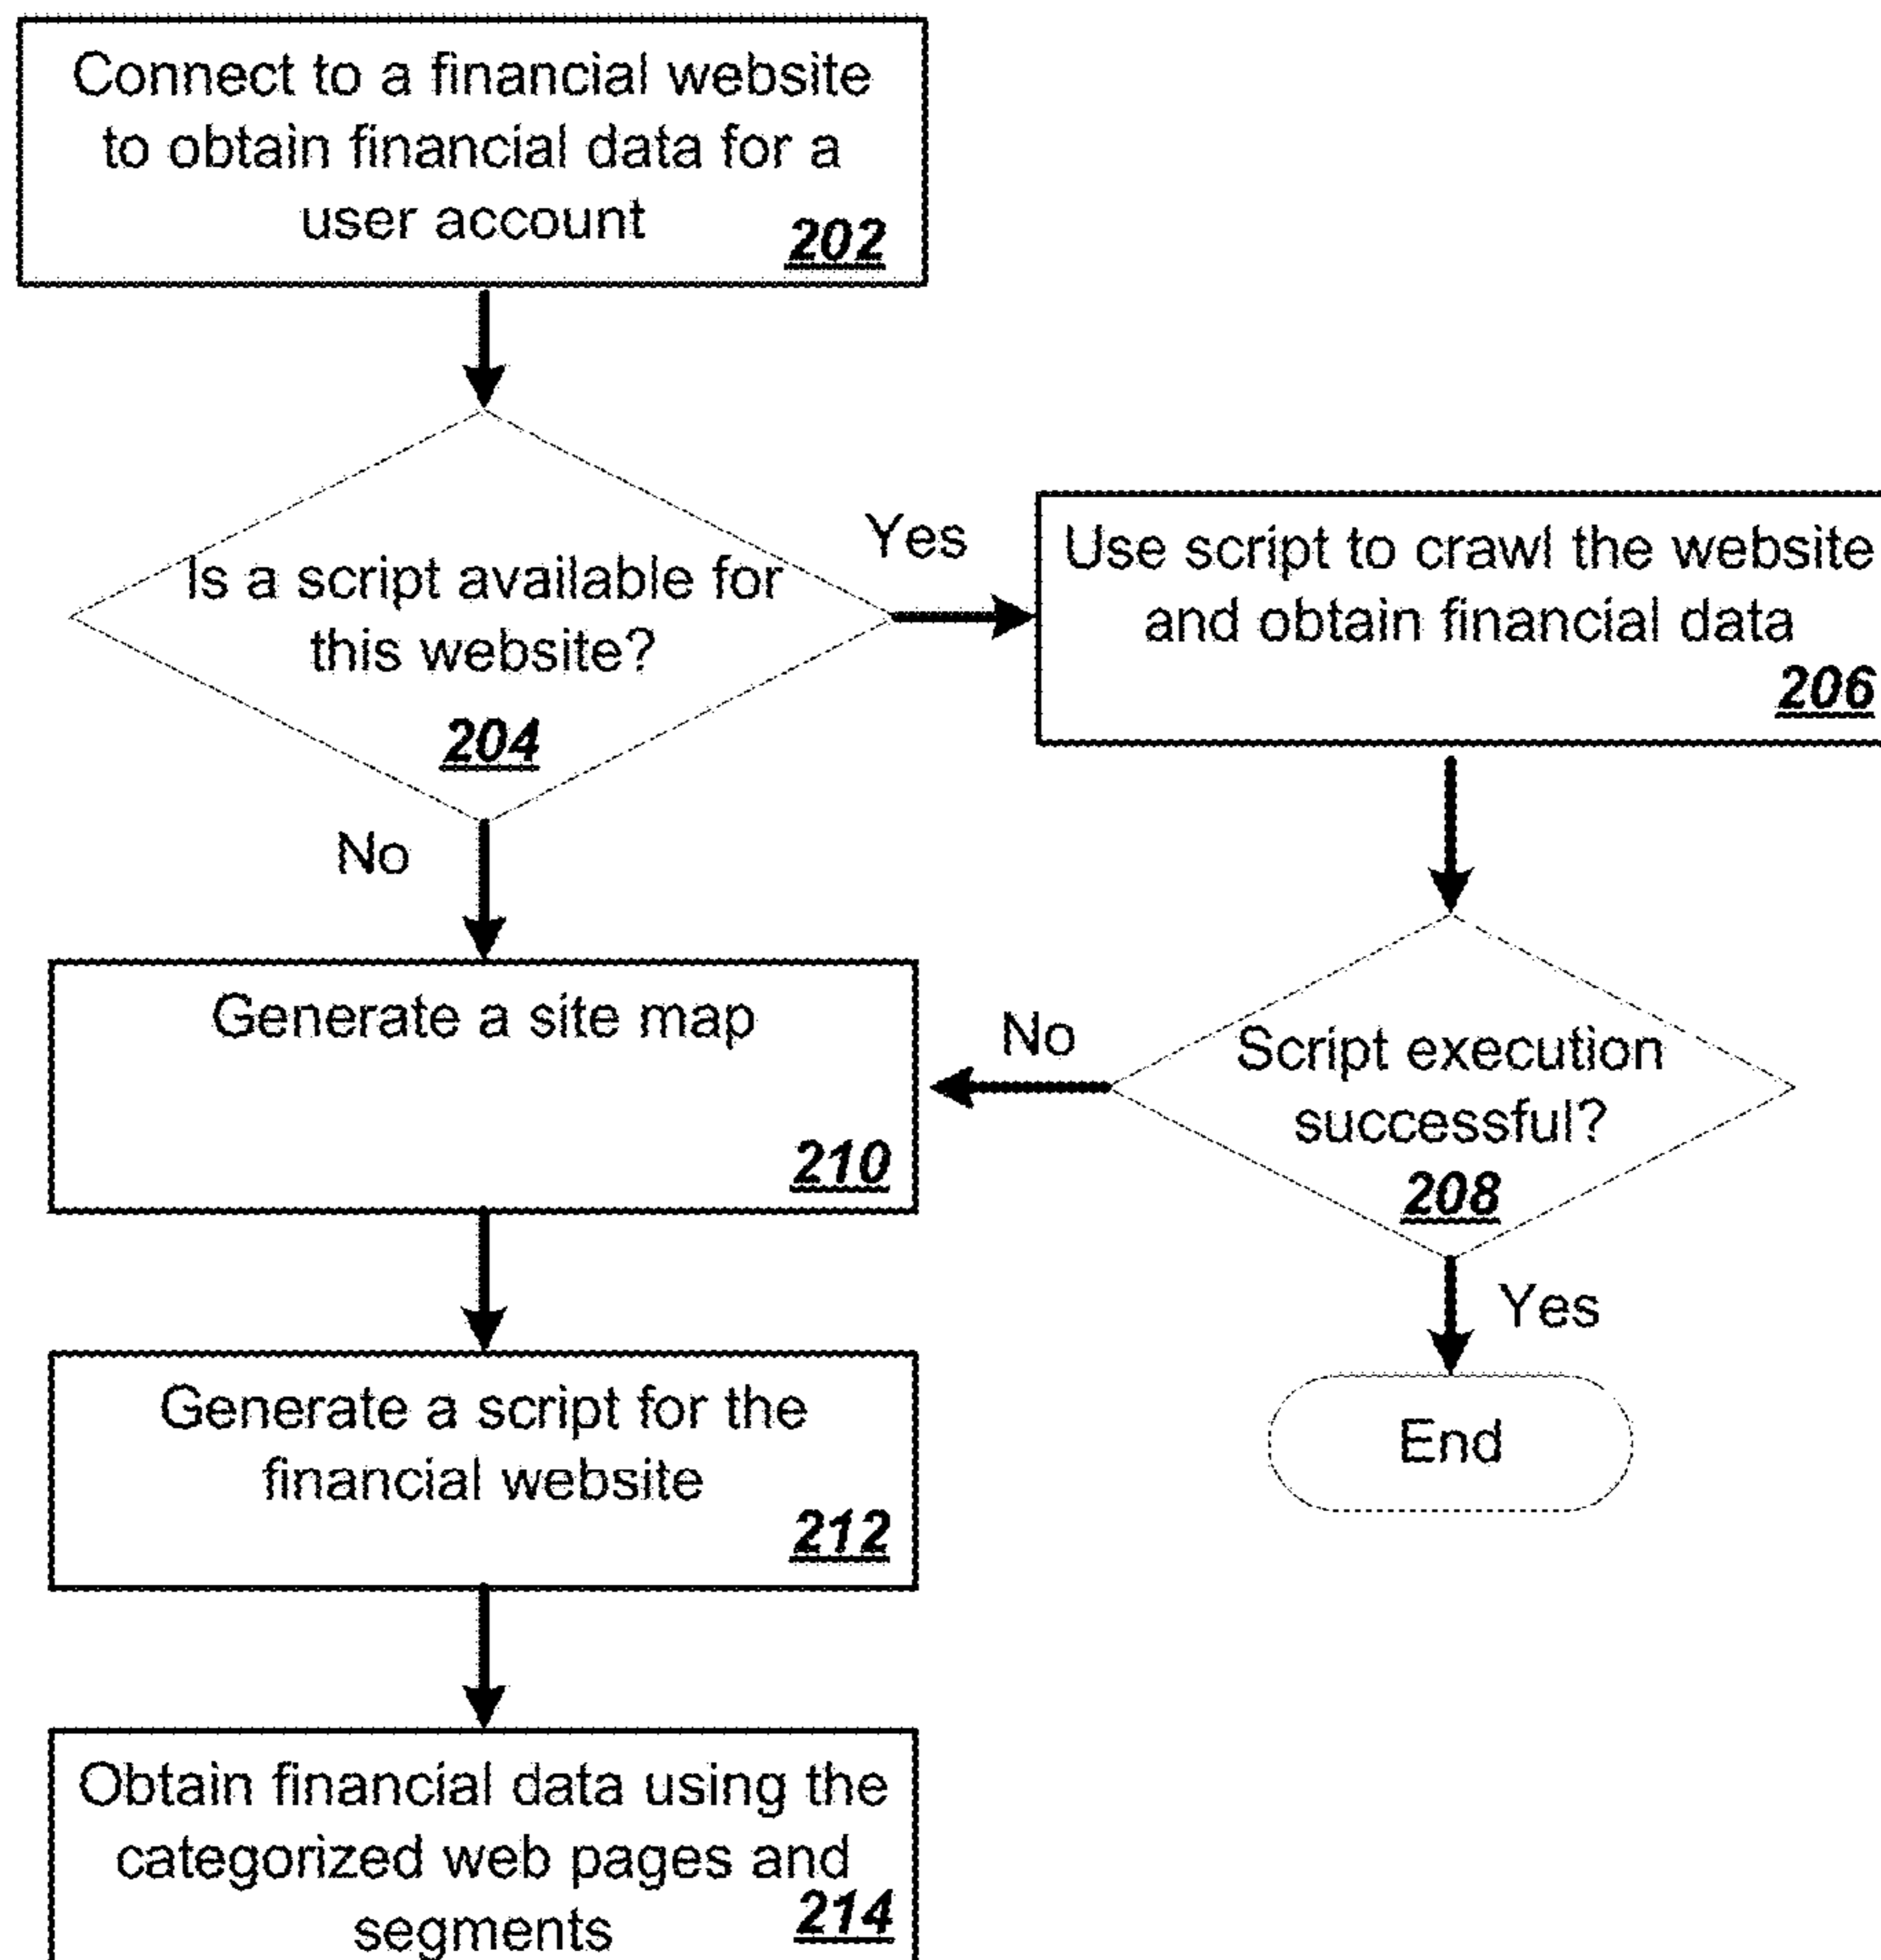 Connect to a financial website
to obtain financial data for a
user account
202
Is a script available for
this website?
204
Yes
Use script to crawl the website
and obtain financial data
206
No
Generate a site map
210
No
Script execution
successful?
208
Yes
End
Generate a script for the
financial website
212
Obtain financial data using the
categorized web pages and
segments
214